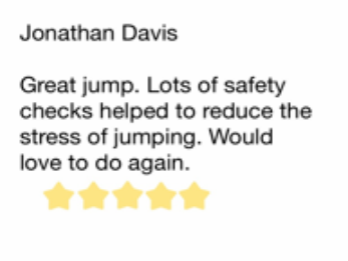 Jonathan Davis
Great jump. Lots of safety
checks helped to reduce the
stress of jumping. Would
love to do again.